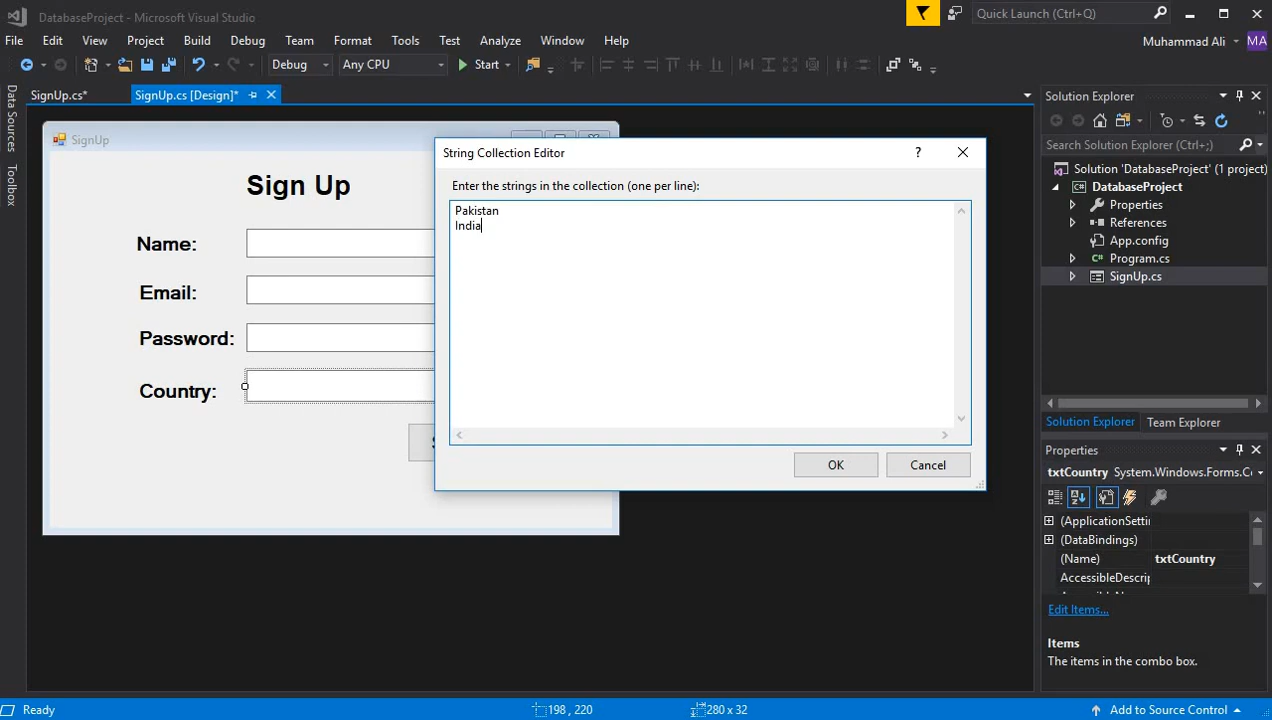 DatabaseProject - Microsoft Visual Studio
Quick Launch (Ctrl+Q)
File Edit View Project Build Debug Team Format Tools Test Analyze Window Help
Muhammad Ali MA
Debug Any CPU Start
SignUp.cs* SignUp.cs [Design]*
Data Sources
Toolbox
SignUp
Sign Up
Name:
Email:
Password:
Country:
String Collection Editor
?
Enter the strings in the collection (one per line):
Pakistan
India
OK Cancel
Solution Explorer
Search Solution Explorer (Ctrl+;)
Solution 'DatabaseProject' (1 project)
DatabaseProject
Properties
References
App.config
Program.cs
SignUp.cs
Solution Explorer Team Explorer
Properties
txtCountry System.Windows.Forms.C
(ApplicationSetti
(DataBindings)
(Name) txtCountry
AccessibleDescrip
Edit Items...
Items
The items in the combo box.
Ready 198 , 220 280 x 32 Add to Source Control